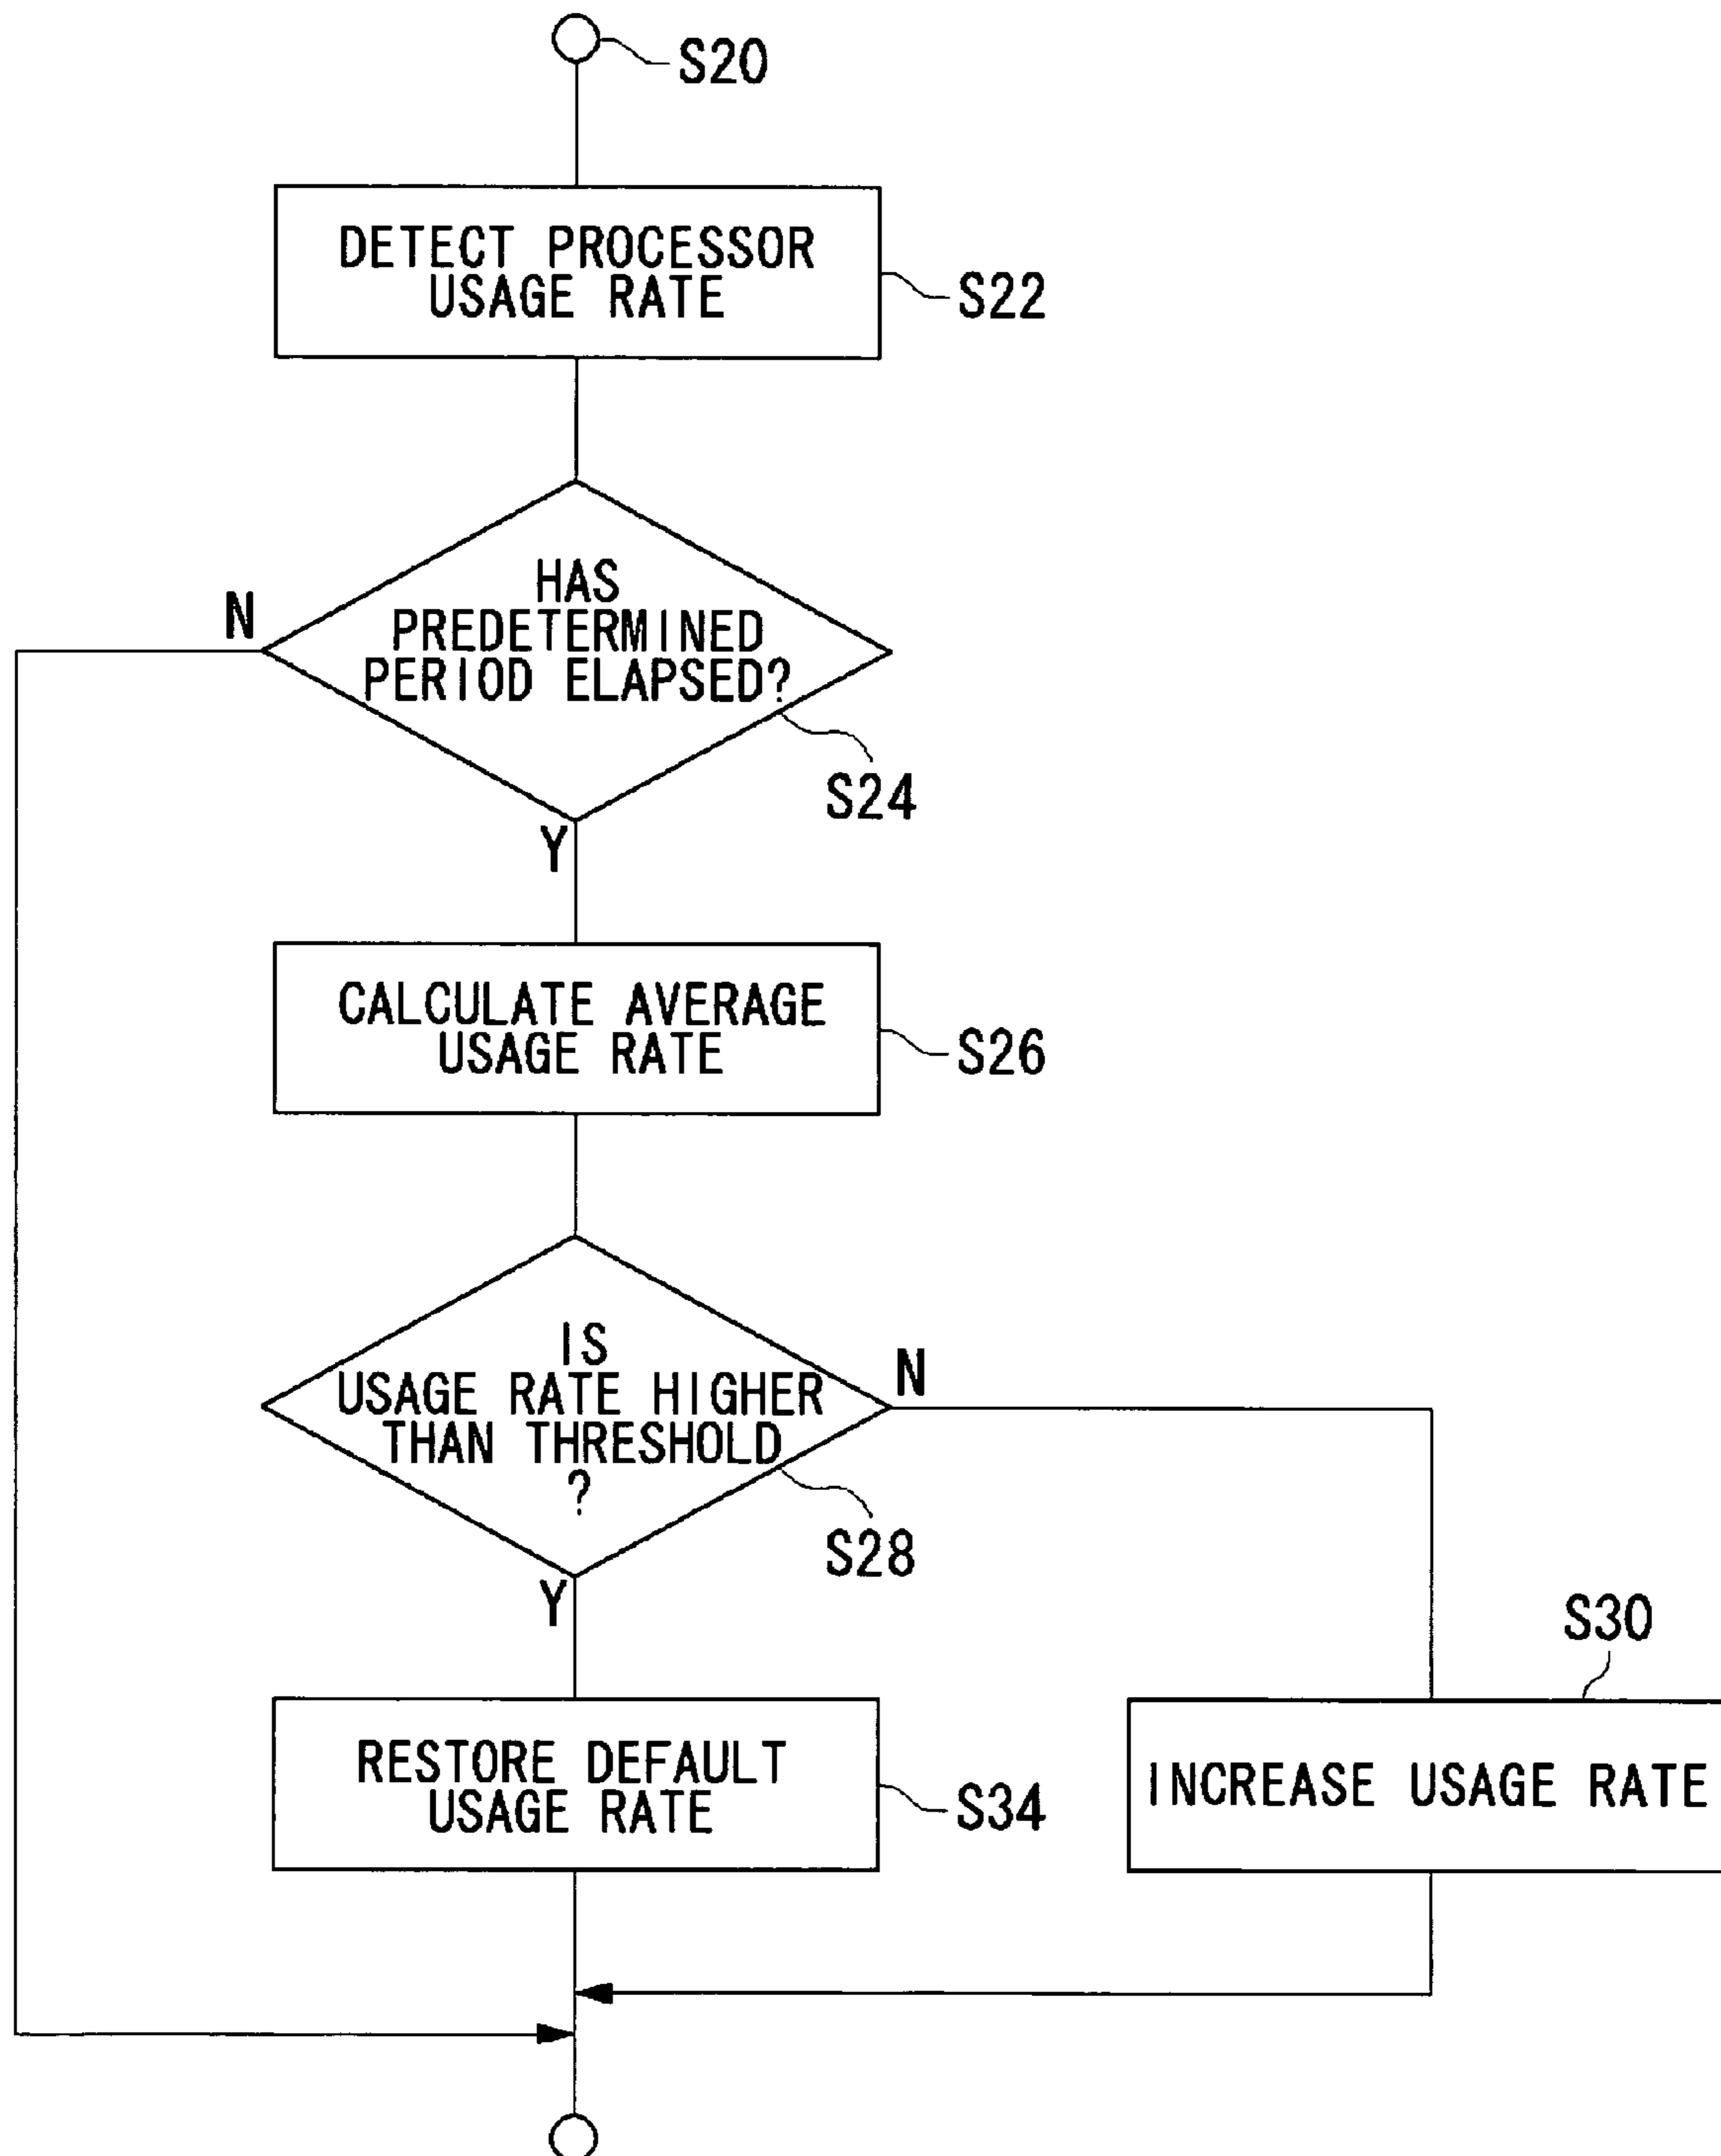 S20
DETECT PROCESSOR
USAGE RATE
S22
HAS
PREDETERMINED
PERIOD ELAPSED?
N
S24
Y
CALCULATE AVERAGE
USAGE RATE
S26
IS
USAGE RATE HIGHER
THAN THRESHOLD
?
N
S28
Y
S30
RESTORE DEFAULT
USAGE RATE
S34
INCREASE USAGE RATE